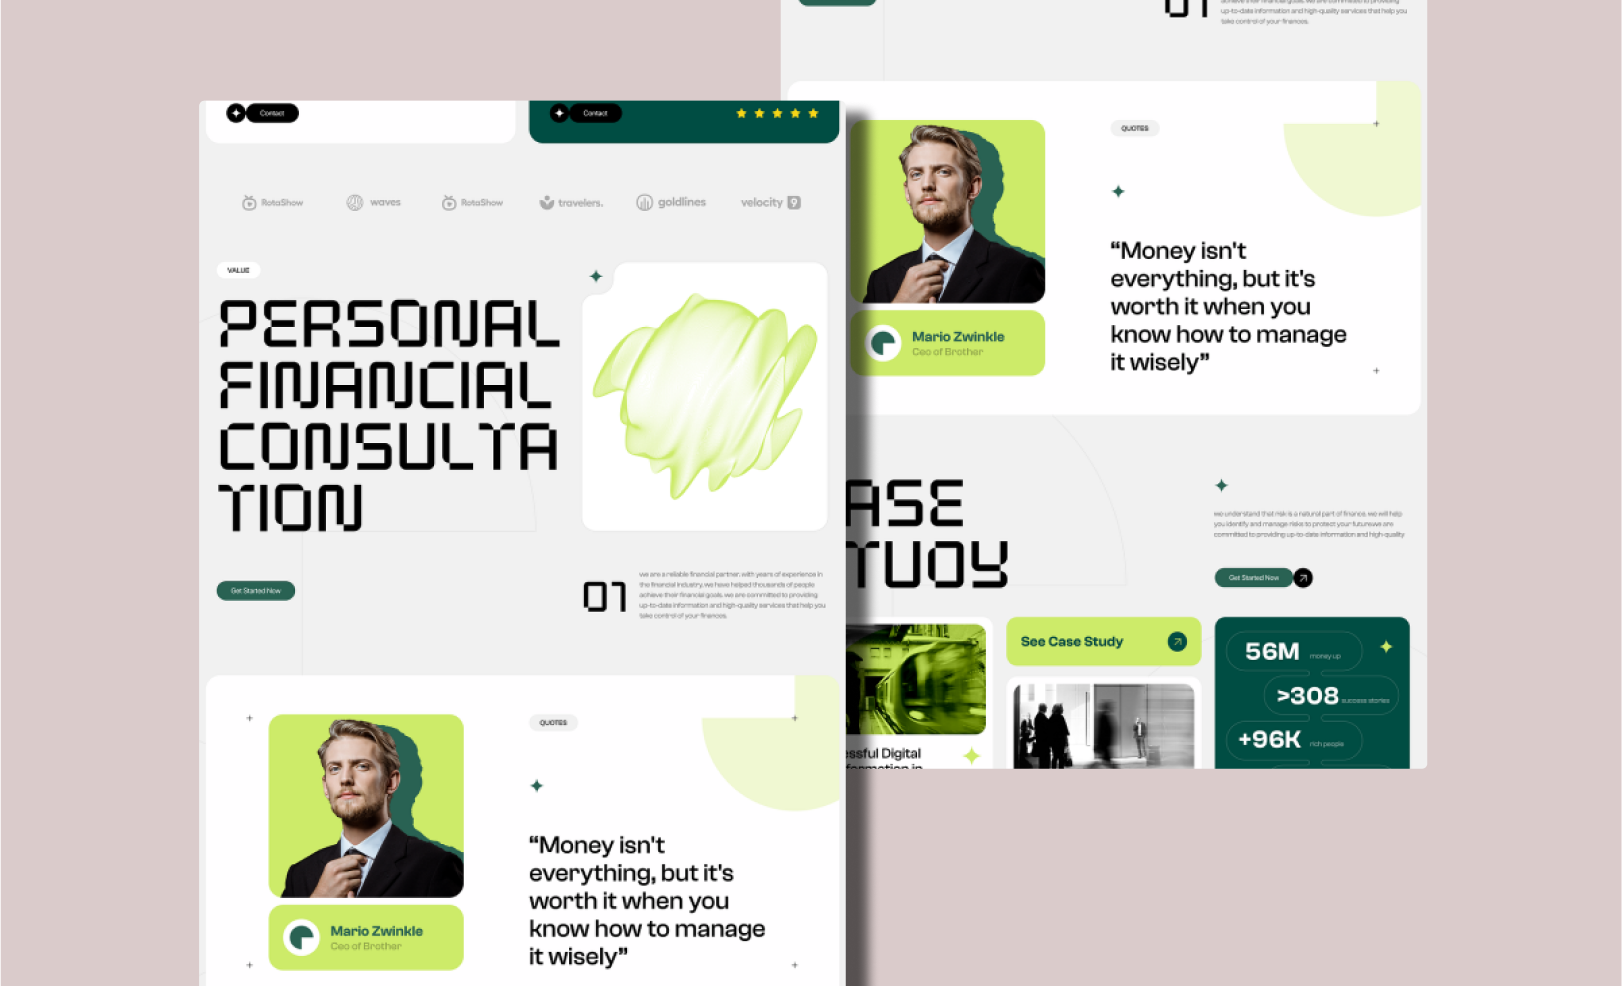 Contact
Contact
RotaShow
waves
RotaShow
travelers.
goldlines
velocity 9
VALUE
PERSONAL
FINANCIAL
CONSULTA
TION
Get Started Now
01
we are a reliable financial partner. with years of experience in
the financial industry, we have helped thousands of people
achieve their financial goals. we are committed to providing
up-to-date information and high-quality services that help you
take control of your finances.
QUOTES
“Money isn't
everything, but it's
worth it when you
know how to manage
it wisely”
Mario Zwinkle
Ceo of Brother
01
achieve their financial goals. we are committed to providing
up-to-date information and high-quality services that help you
take control of your finances.
QUOTES
“Money isn't
everything, but it's
worth it when you
know how to manage
it wisely”
Mario Zwinkle
Ceo of Brother
ASE
TUDY
we understand that risk is a natural part of finance. we will help
you identify and manage risks to protect your future.we are
committed to providing up-to-date information and high-quality
Get Started Now
See Case Study
56M money up
>308 success stories
+96K rich people
essful Digital
formation in